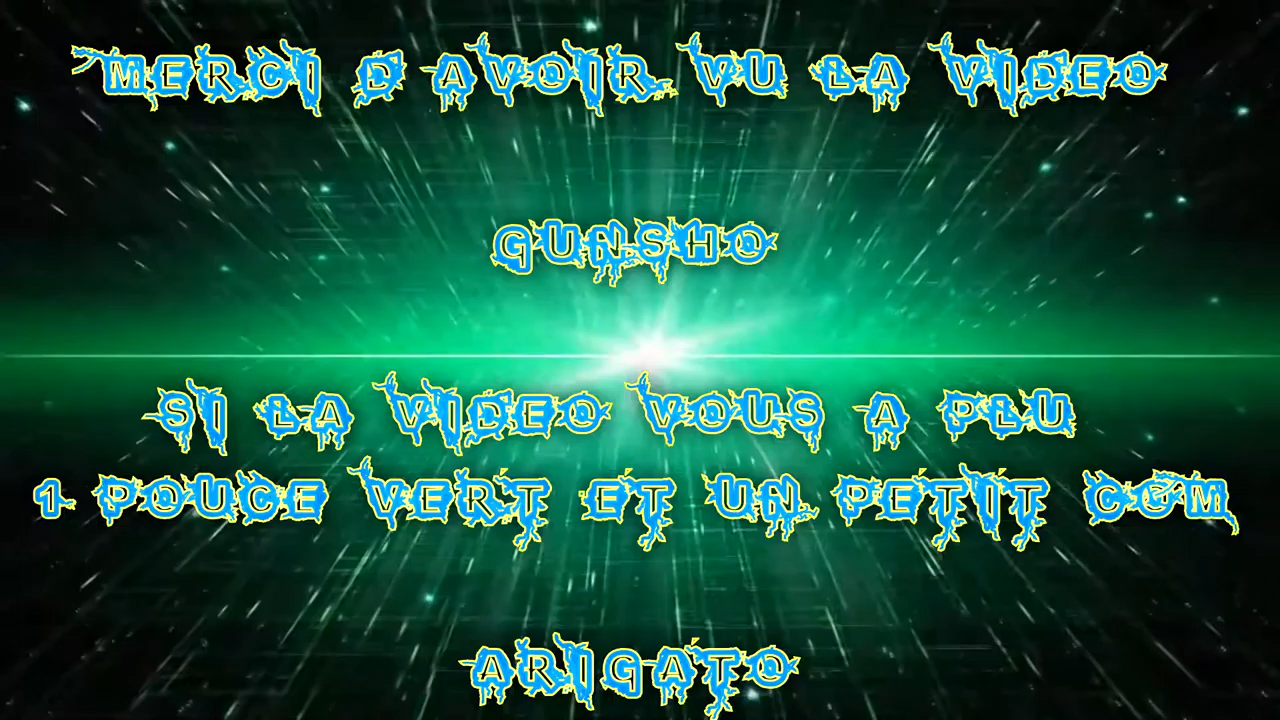 MERCI D AVOIR VU LA VIDEO
GUNSHO
SI LA VIDEO VOUS A PLU
1 POUCE VERT ET UN PETIT COM
ARIGATO